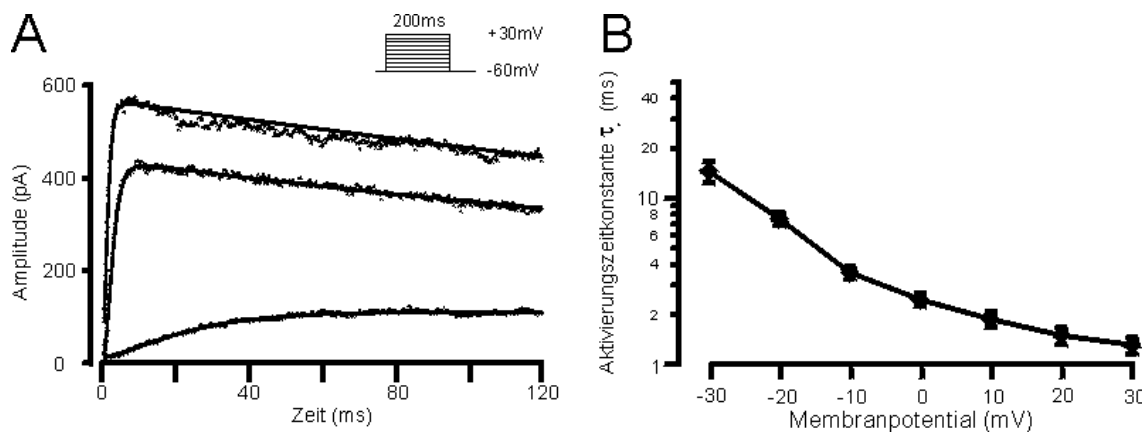 A
200ms
+30mV
-60mV
600
400
200
0
Amplitude (pA)
0
40
80
120
Zeit (ms)
B
40
20
10
8
6
4
2
1
Aktivierungszeitkonstante τ (ms)
-30
-20
-10
0
10
20
30
Membranpotential (mV)